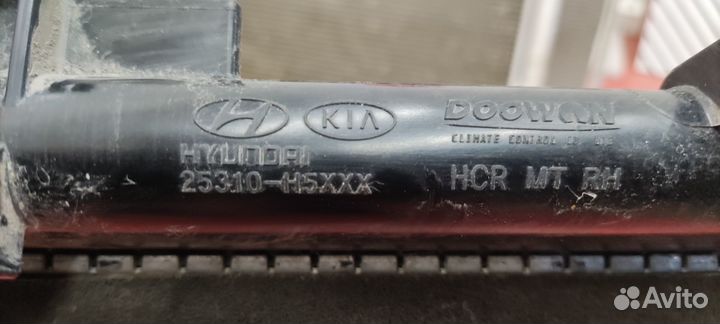 KIA
DOOWON
CLIMATE CONTROL
HYUNDAI
25310-H5XXX
HCR MT RH
Avito